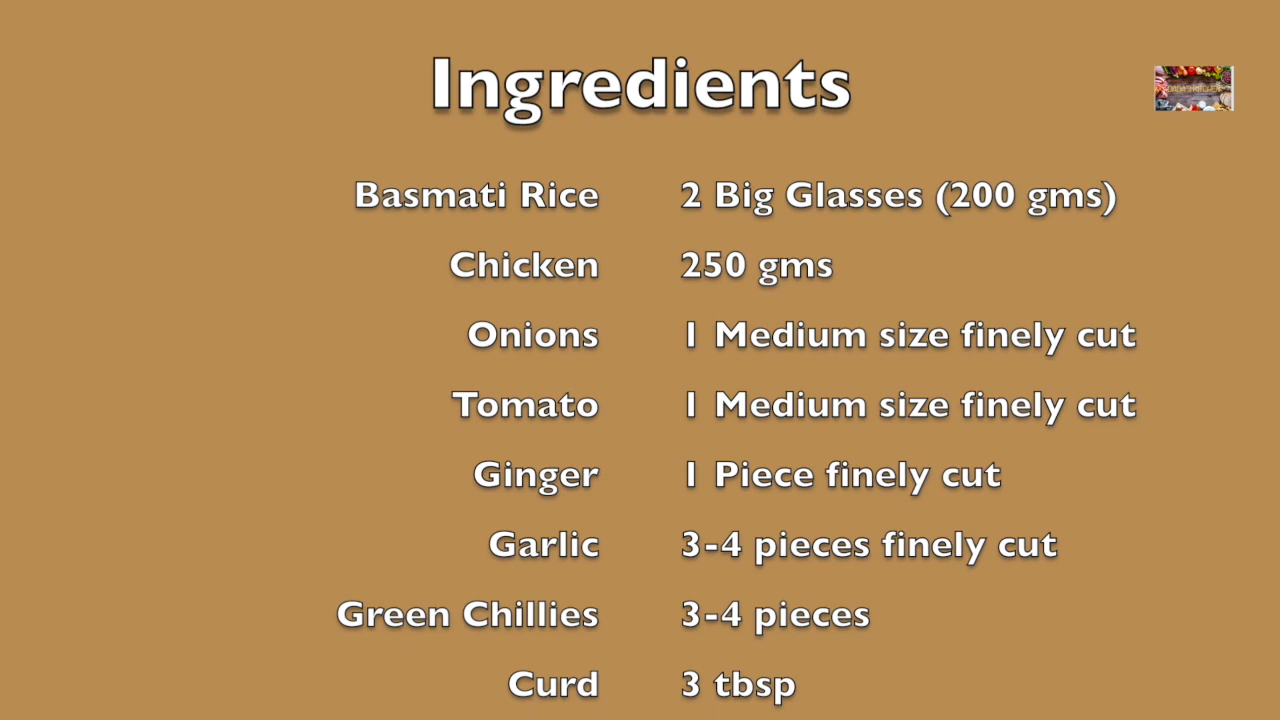 Ingredients
Basmati Rice 2 Big Glasses (200 gms)
Chicken 250 gms
Onions 1 Medium size finely cut
Tomato 1 Medium size finely cut
Ginger 1 Piece finely cut
Garlic 3-4 pieces finely cut
Green Chillies 3-4 pieces
Curd 3 tbsp